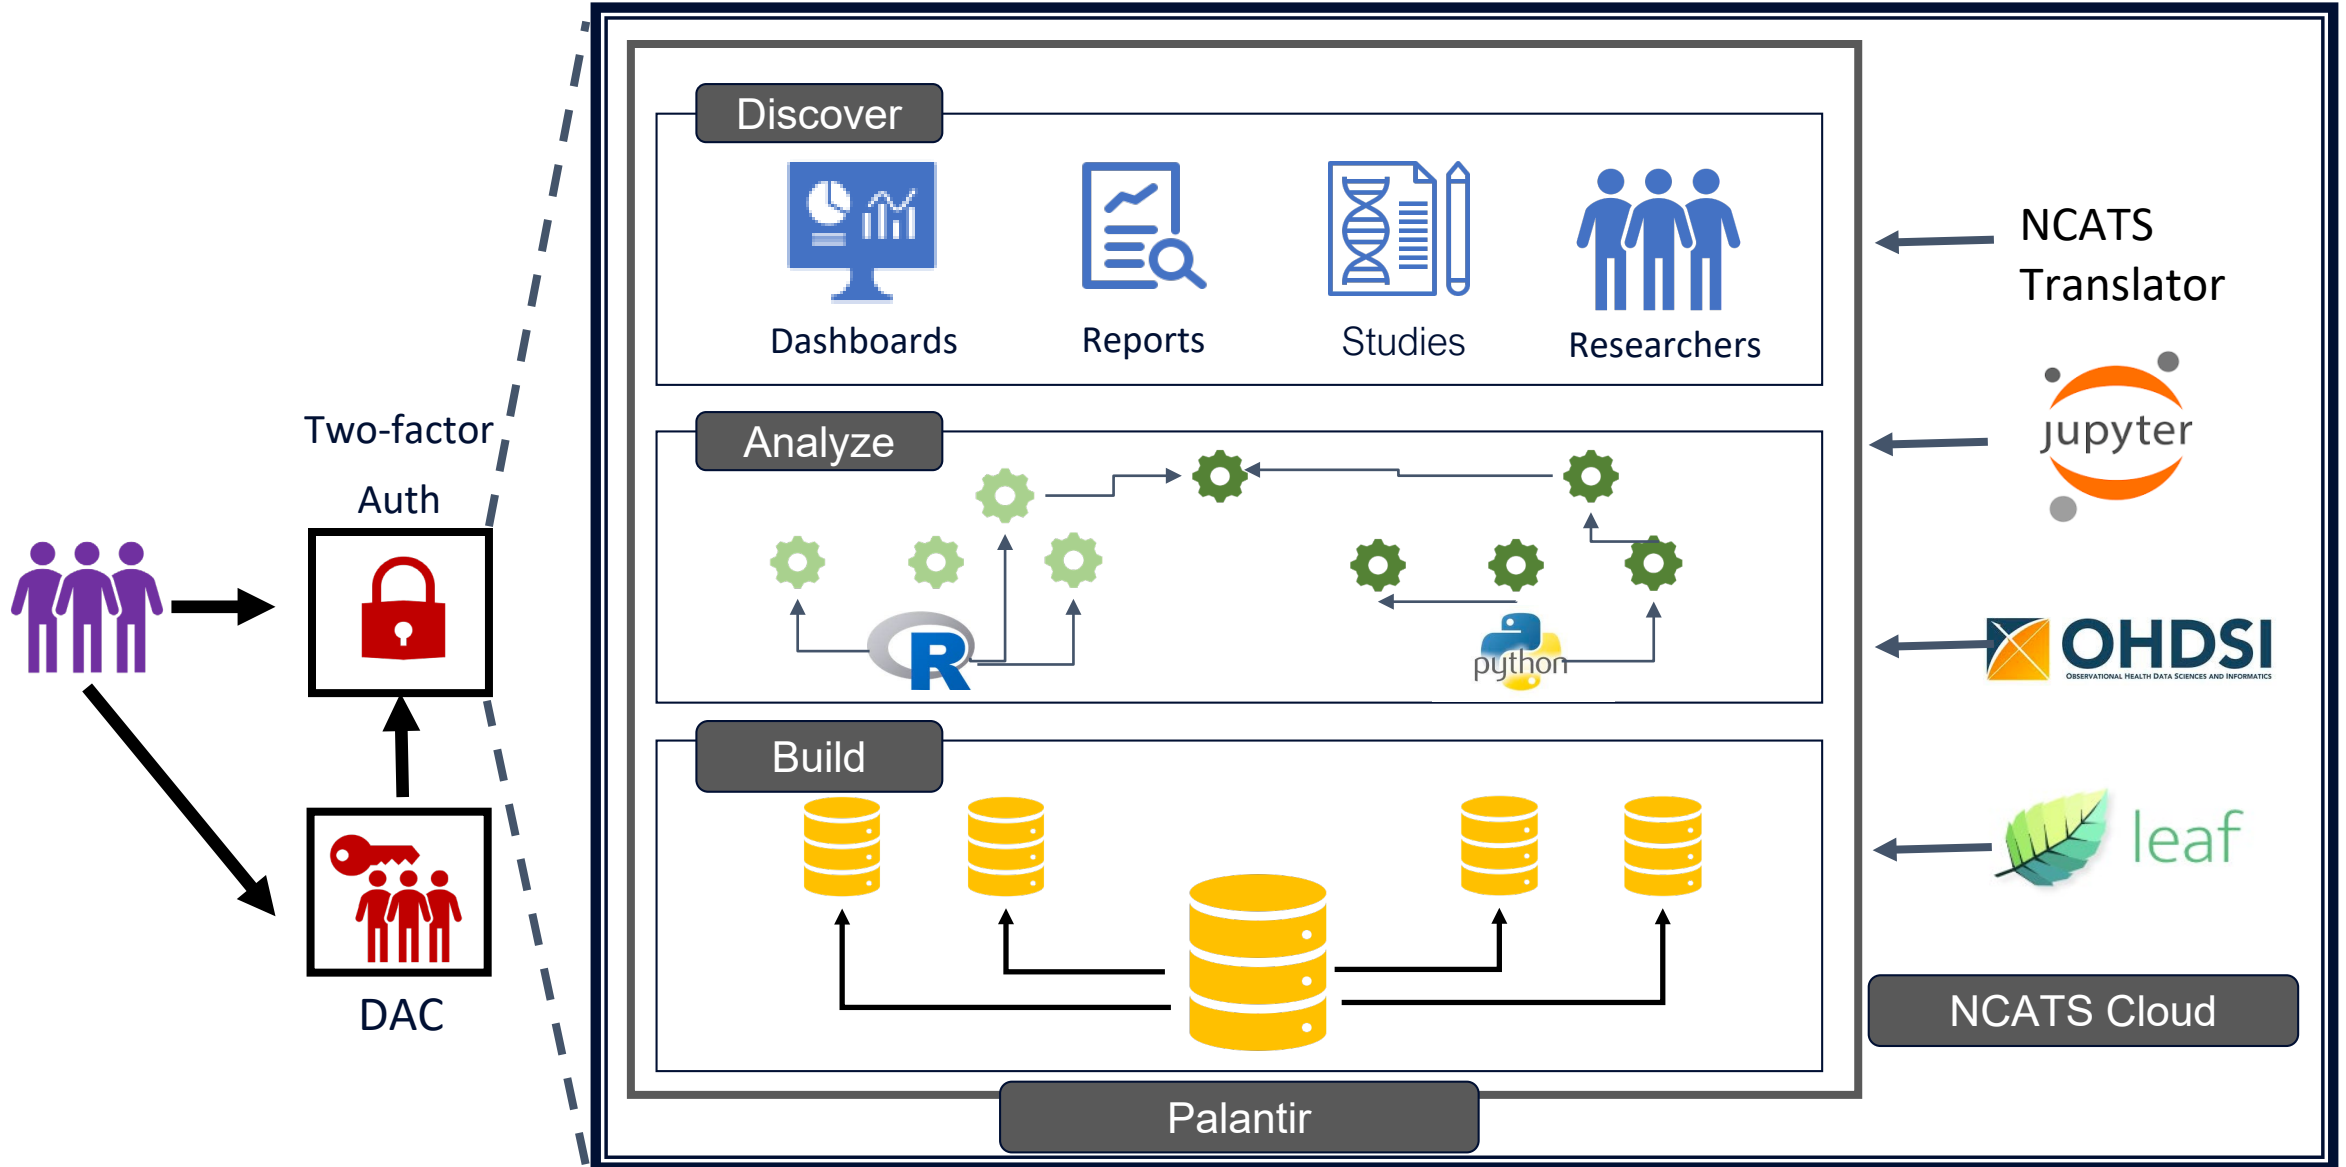 Two-factor
Auth
DAC
Discover
Dashboards
Reports
Studies
Researchers
Analyze
R
python
Build
Palantir
NCATS
Translator
jupyter
OHDSI
OBSERVATIONAL HEALTH DATA SCIENCES AND INFORMATICS
leaf
NCATS Cloud